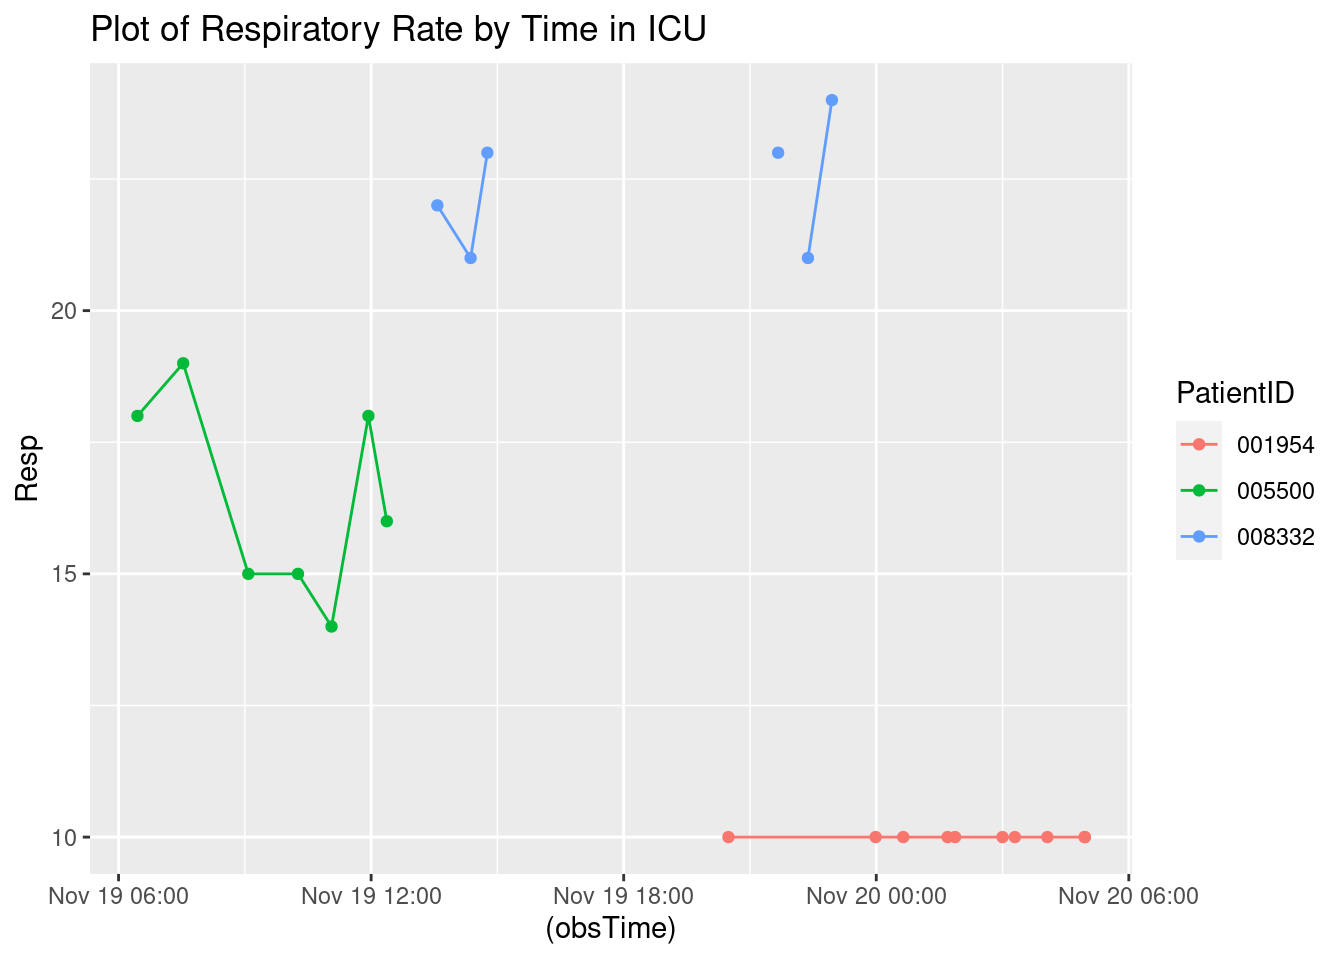 Plot of Respiratory Rate by Time in ICU
Resp
20
15
10
Nov 19 06:00
Nov 19 12:00
Nov 19 18:00
Nov 20 00:00
Nov 20 06:00
(obsTime)
PatientID
001954
005500
008332